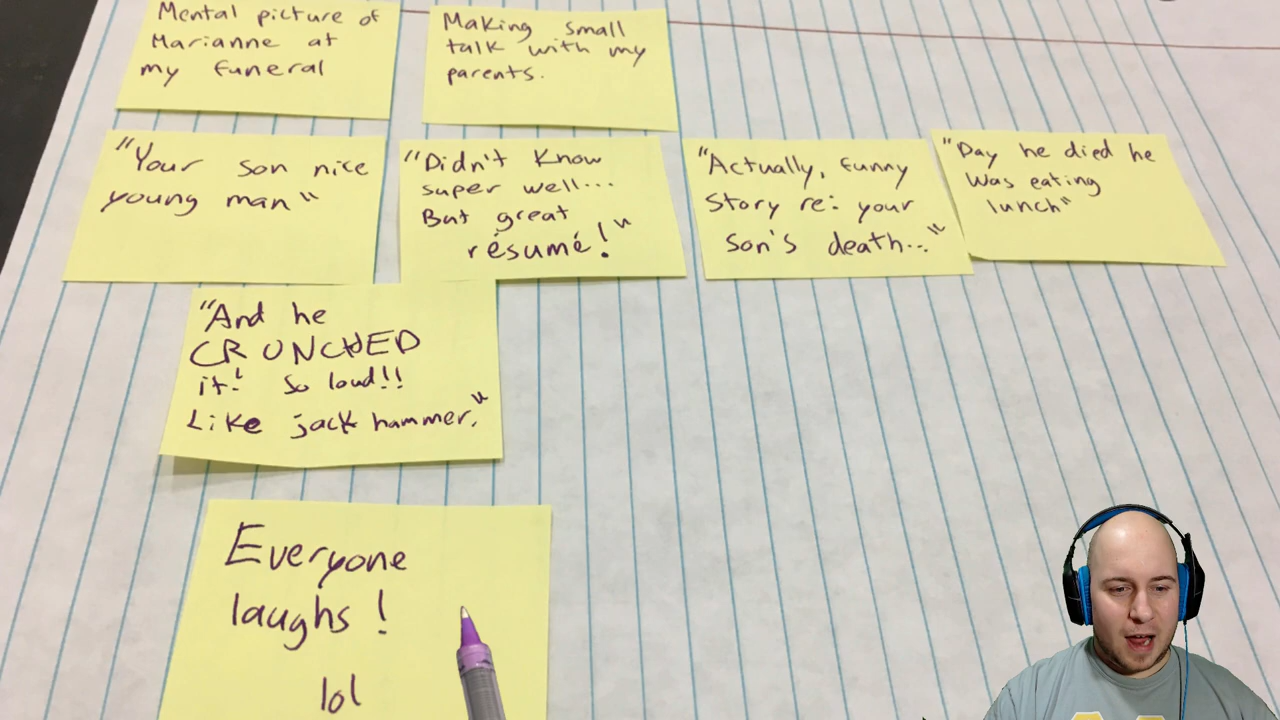 Mental picture of
Marianne at
my funeral
Making small
talk with my
parents.
"Your son nice
young man"
"Didn't know
super well...
But great
résumé!"
"Actually, funny
story re: your
son's death..."
"Day he died he
was eating
lunch"
"And he
CRUNCHED
it! So loud!!
Like jack hammer."
Everyone
laughs!
lol